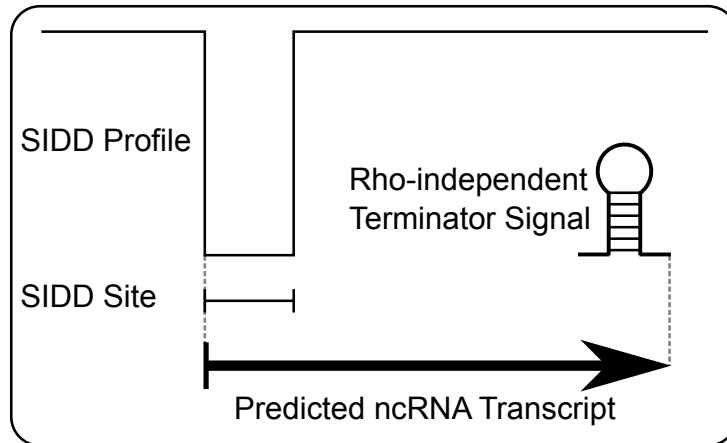 SIDD Profile
Rho-independent
Terminator Signal
SIDD Site
Predicted ncRNA Transcript